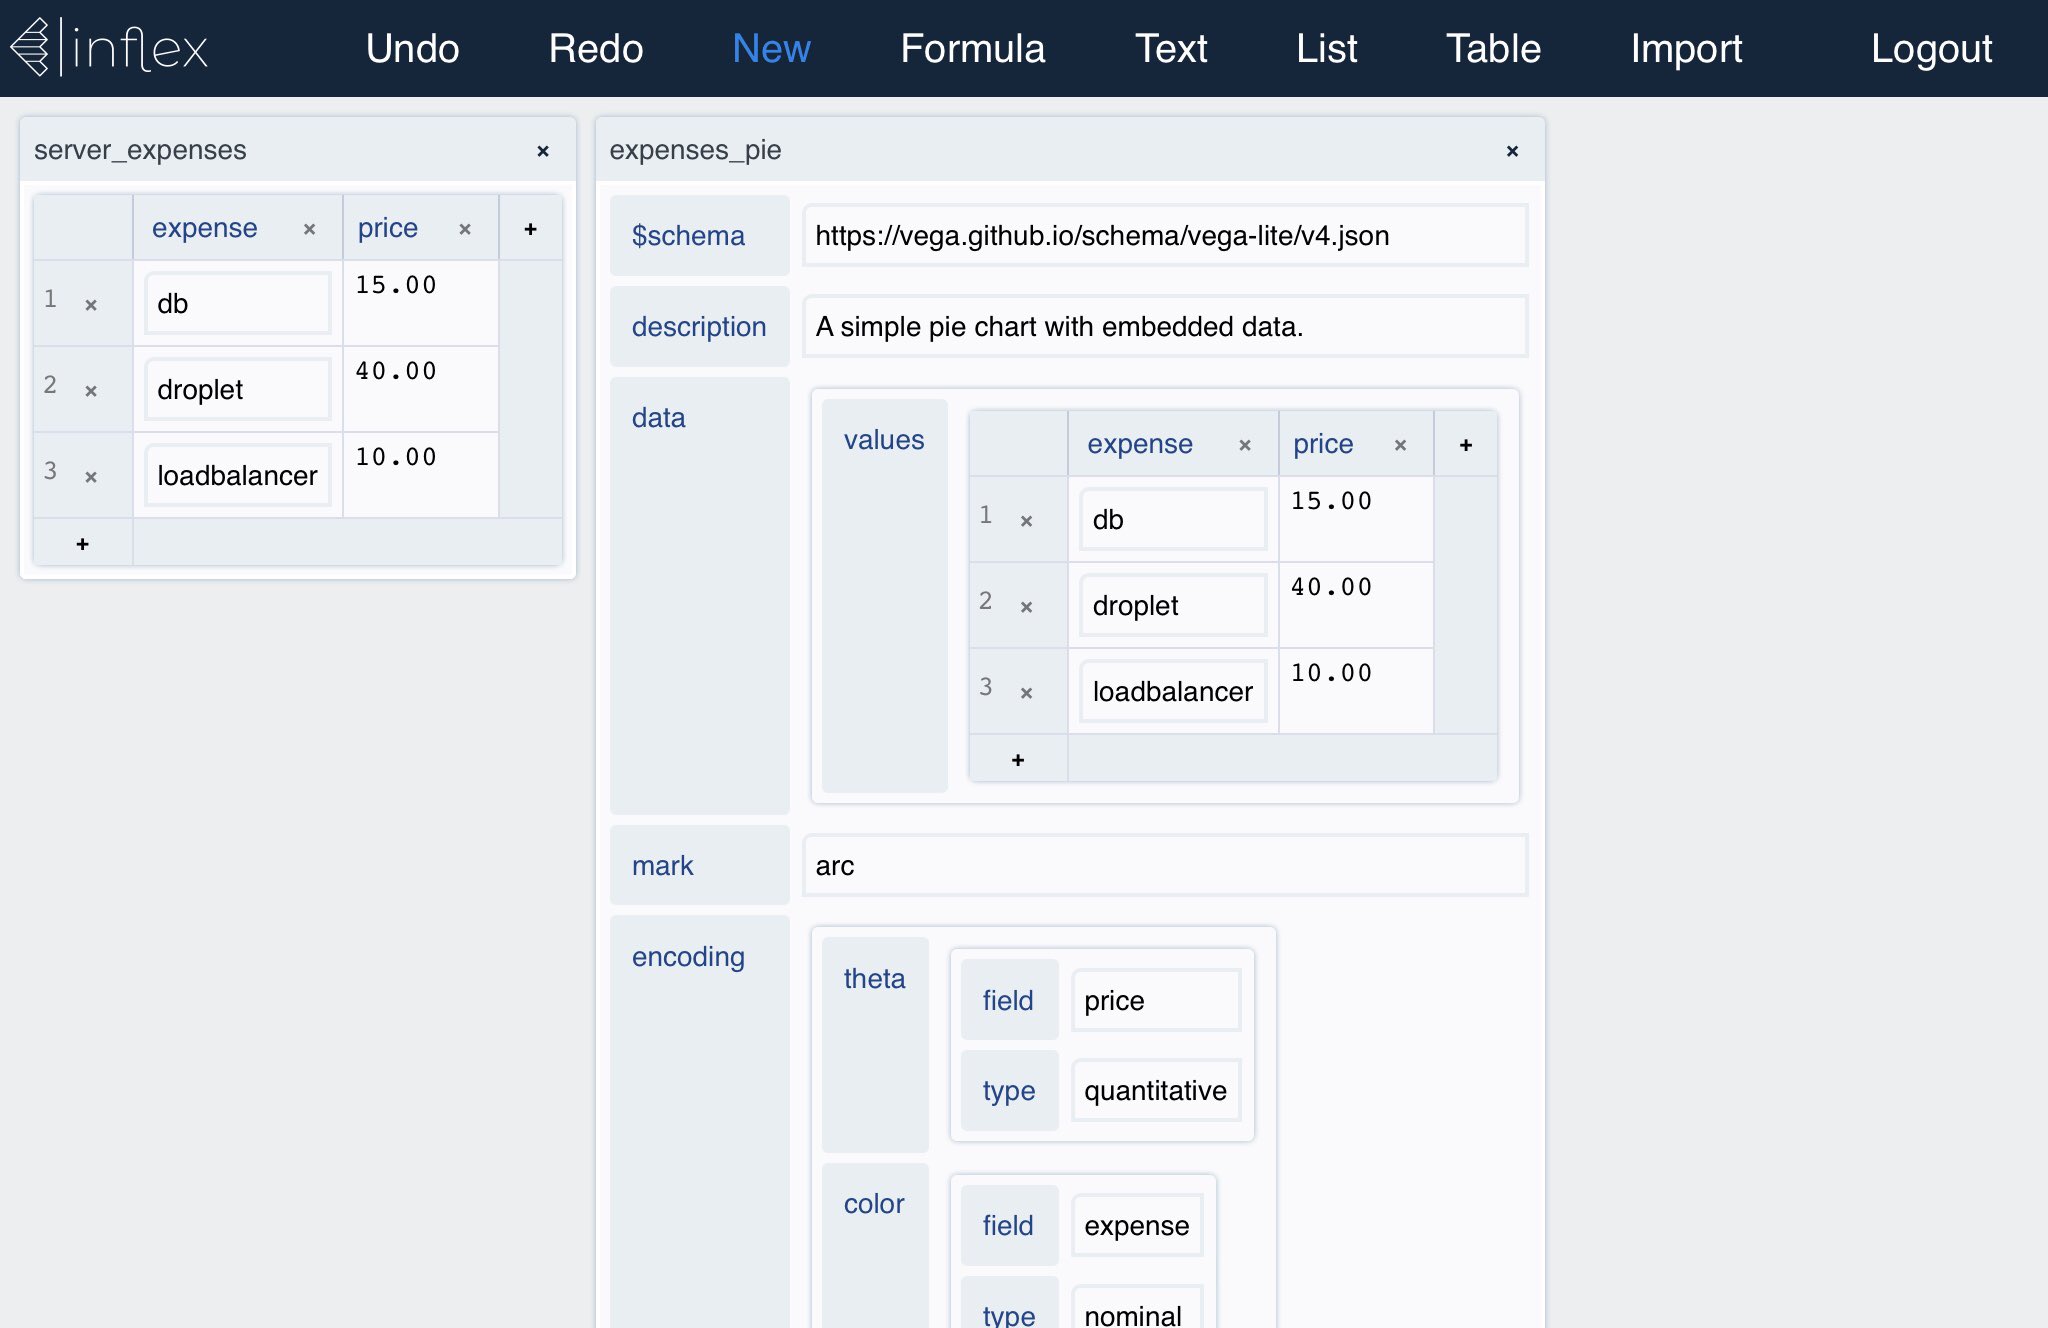 inflex Undo Redo New Formula Text List Table Import Logout
server_expenses ×
expense × price × +
1 × db 15.00
2 × droplet 40.00
3 × loadbalancer 10.00
+
expenses_pie ×
$schema https://vega.github.io/schema/vega-lite/v4.json
description A simple pie chart with embedded data.
data
values
expense × price × +
1 × db 15.00
2 × droplet 40.00
3 × loadbalancer 10.00
+
mark arc
encoding
theta
field price
type quantitative
color
field expense
type nominal